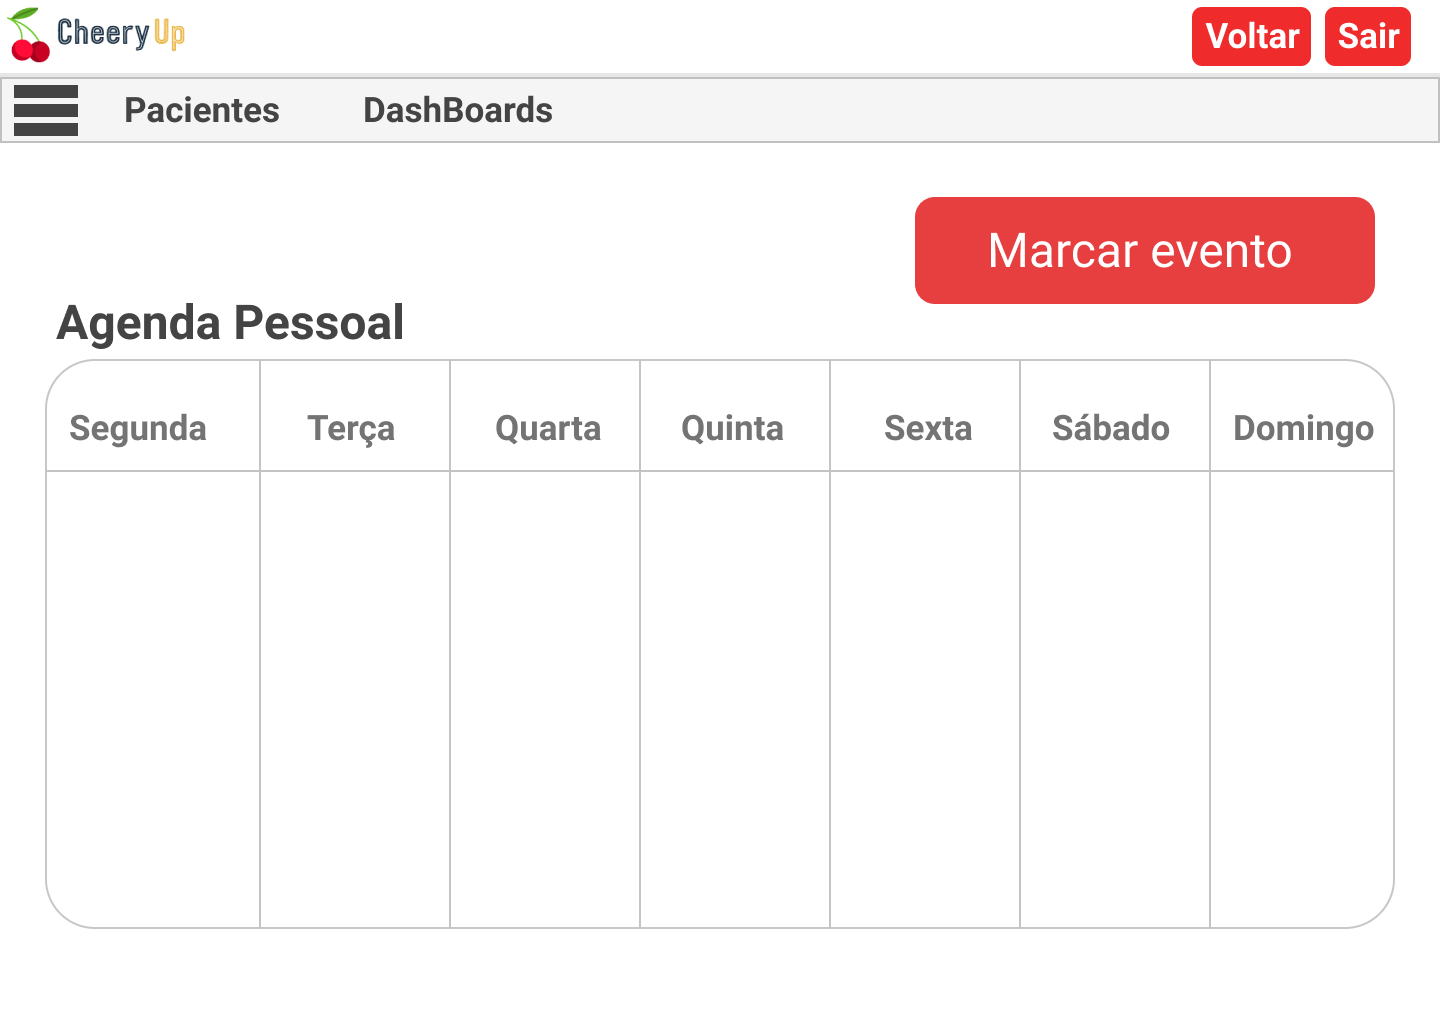 CheeryUp
Voltar Sair
Pacientes DashBoards
Marcar evento
Agenda Pessoal
Segunda Terça Quarta Quinta Sexta Sábado Domingo